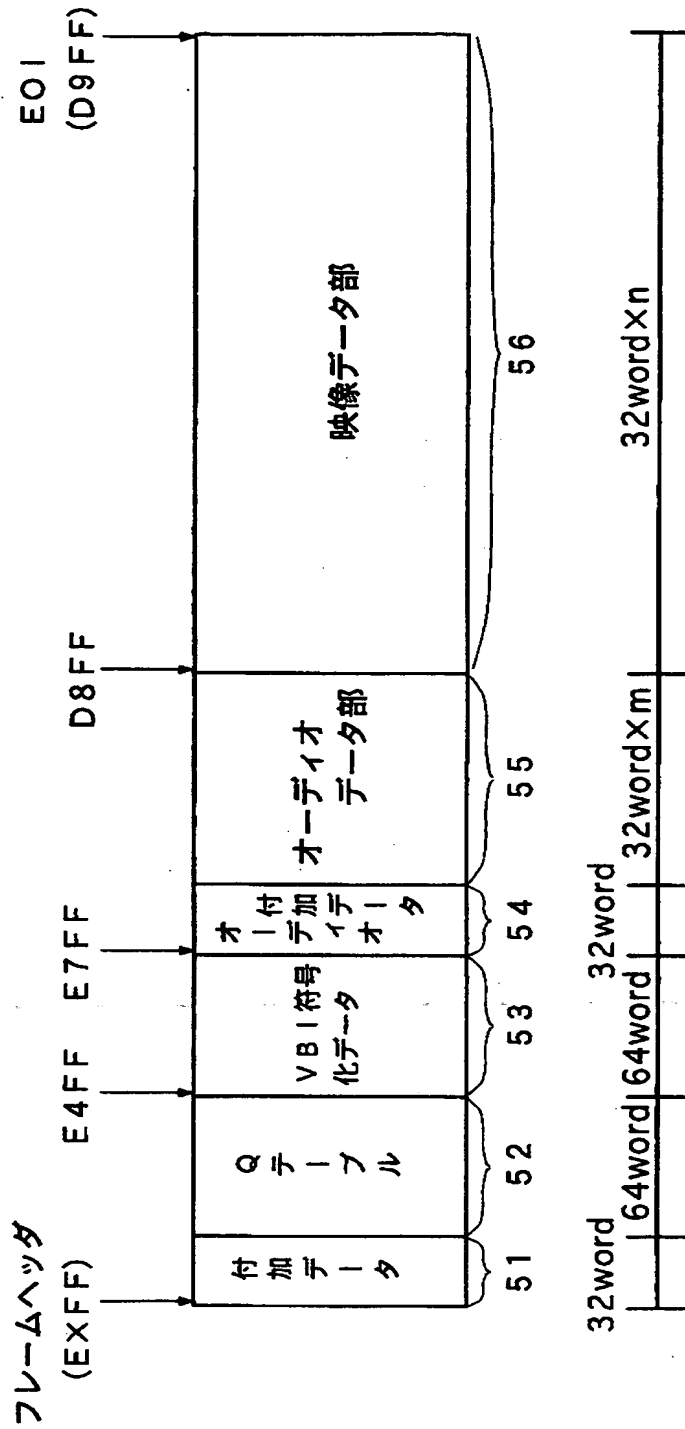 フレームヘッダ
(EXFF)
E4FF
E7FF
D8FF
EOI
(D9FF)
付加データ
Qテーブル
VBI符号
化データ
オーディオ
付加データ
オーディオ
データ部
映像データ部
51
52
53
54
55
56
32word
64word
64word
32word
32word×m
32word×n